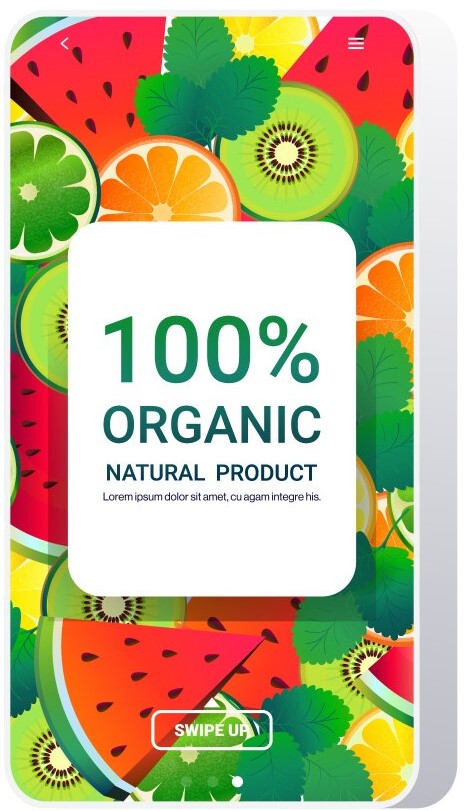 100%
ORGANIC
NATURAL PRODUCT
Lorem ipsum dolor sit amet, cu agam integre his.
SWIPE UP